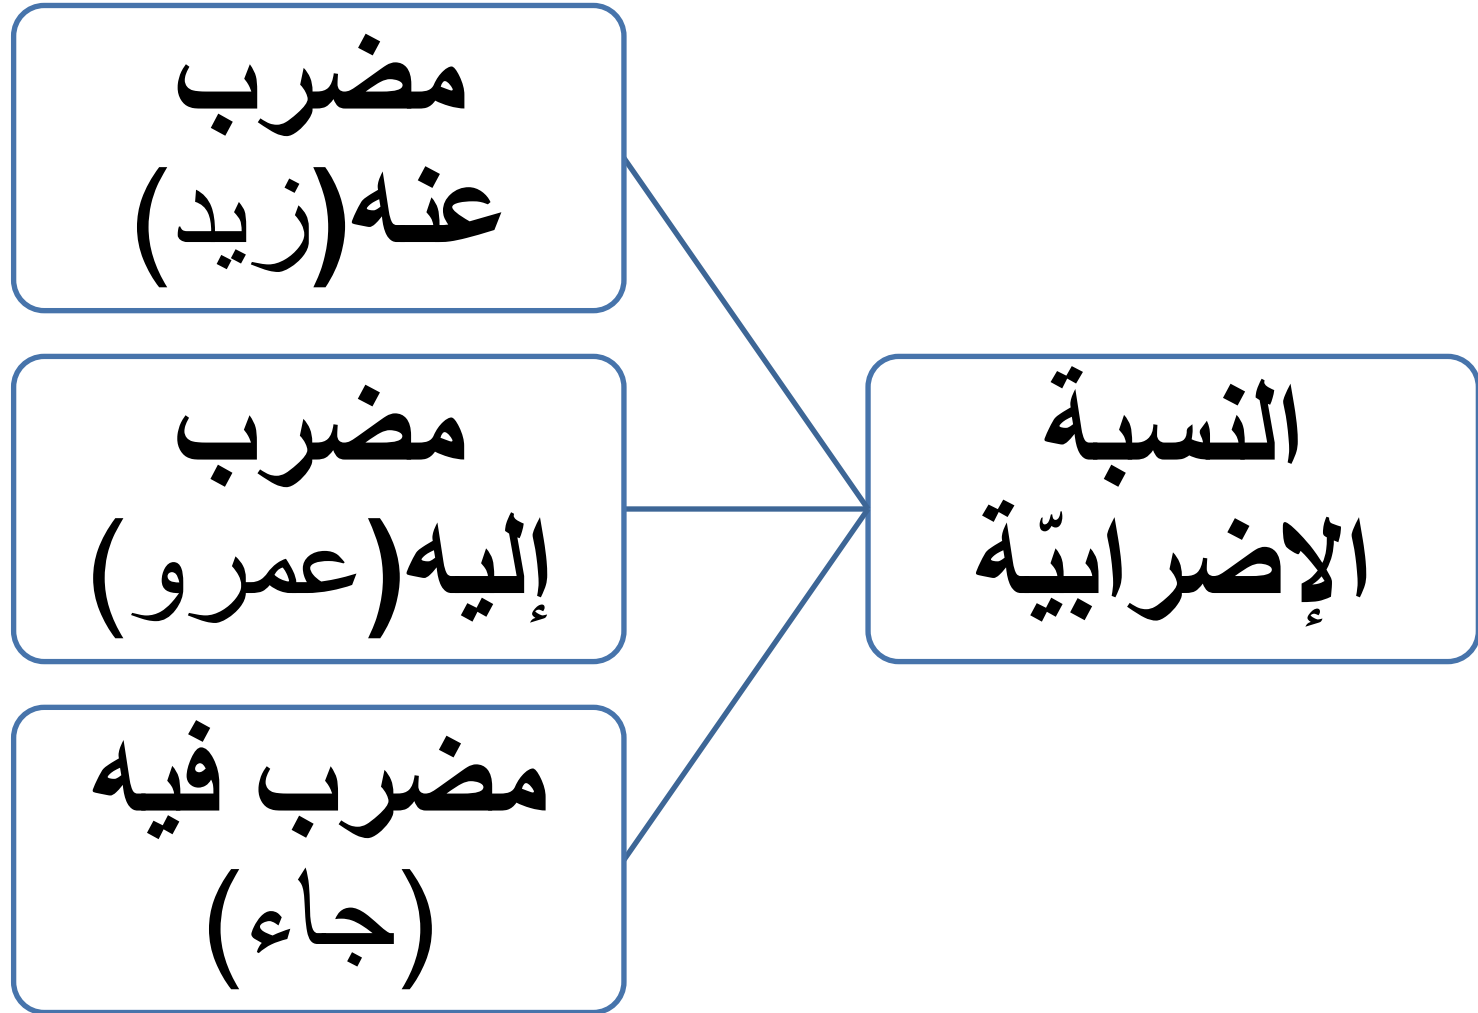 النسبة
الإضرابيّة
مضرب
عنه(زيد)
مضرب
إليه(عمرو)
مضرب فيه
(جاء)